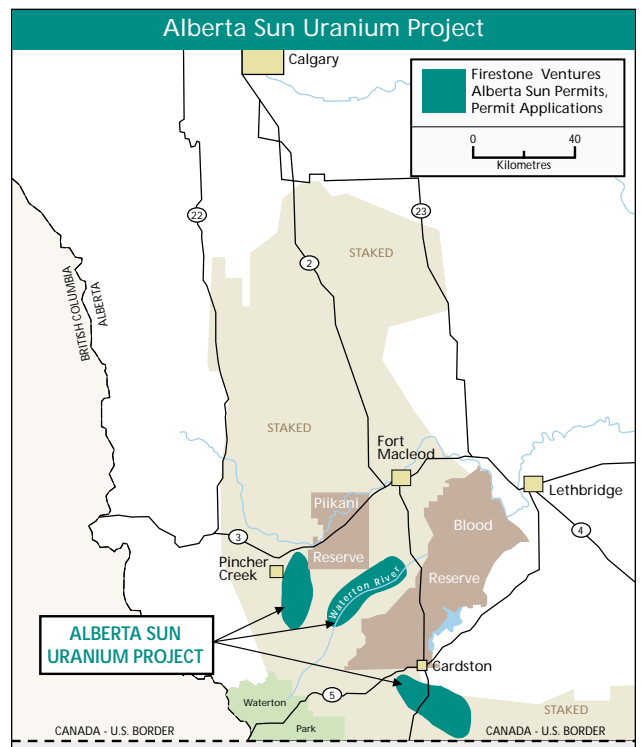 Alberta Sun Uranium Project
Calgary
Firestone Ventures
Alberta Sun Permits,
Permit Applications
0
40
Kilometres
22
23
2
STAKED
BRITISH COLUMBIA
ALBERTA
STAKED
Fort
Macleod
Lethbridge
Piikani
Reserve
Blood
Reserve
3
4
Pincher
Creek
Waterton River
ALBERTA SUN
URANIUM PROJECT
Cardston
5
Waterton
Park
STAKED
CANADA - U.S. BORDER
CANADA - U.S. BORDER